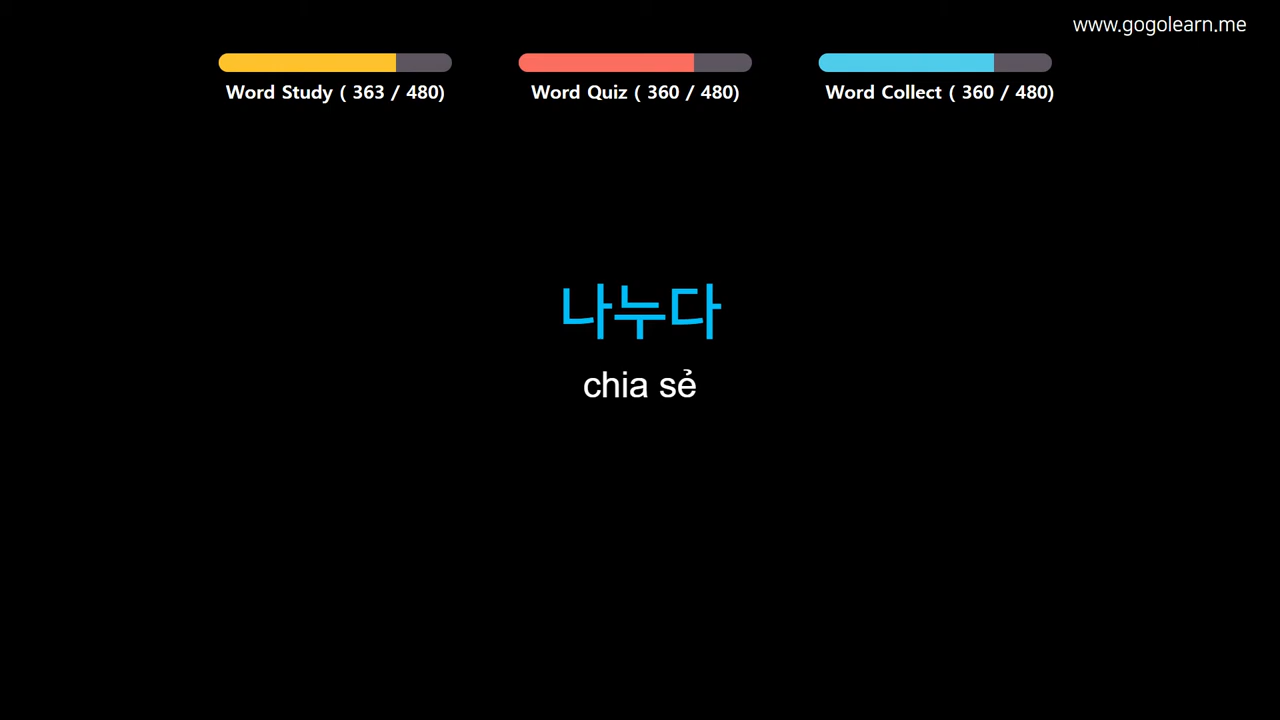 www.gogolearn.me
Word Study ( 363 / 480)
Word Quiz ( 360 / 480)
Word Collect ( 360 / 480)
나누다
chia sẻ